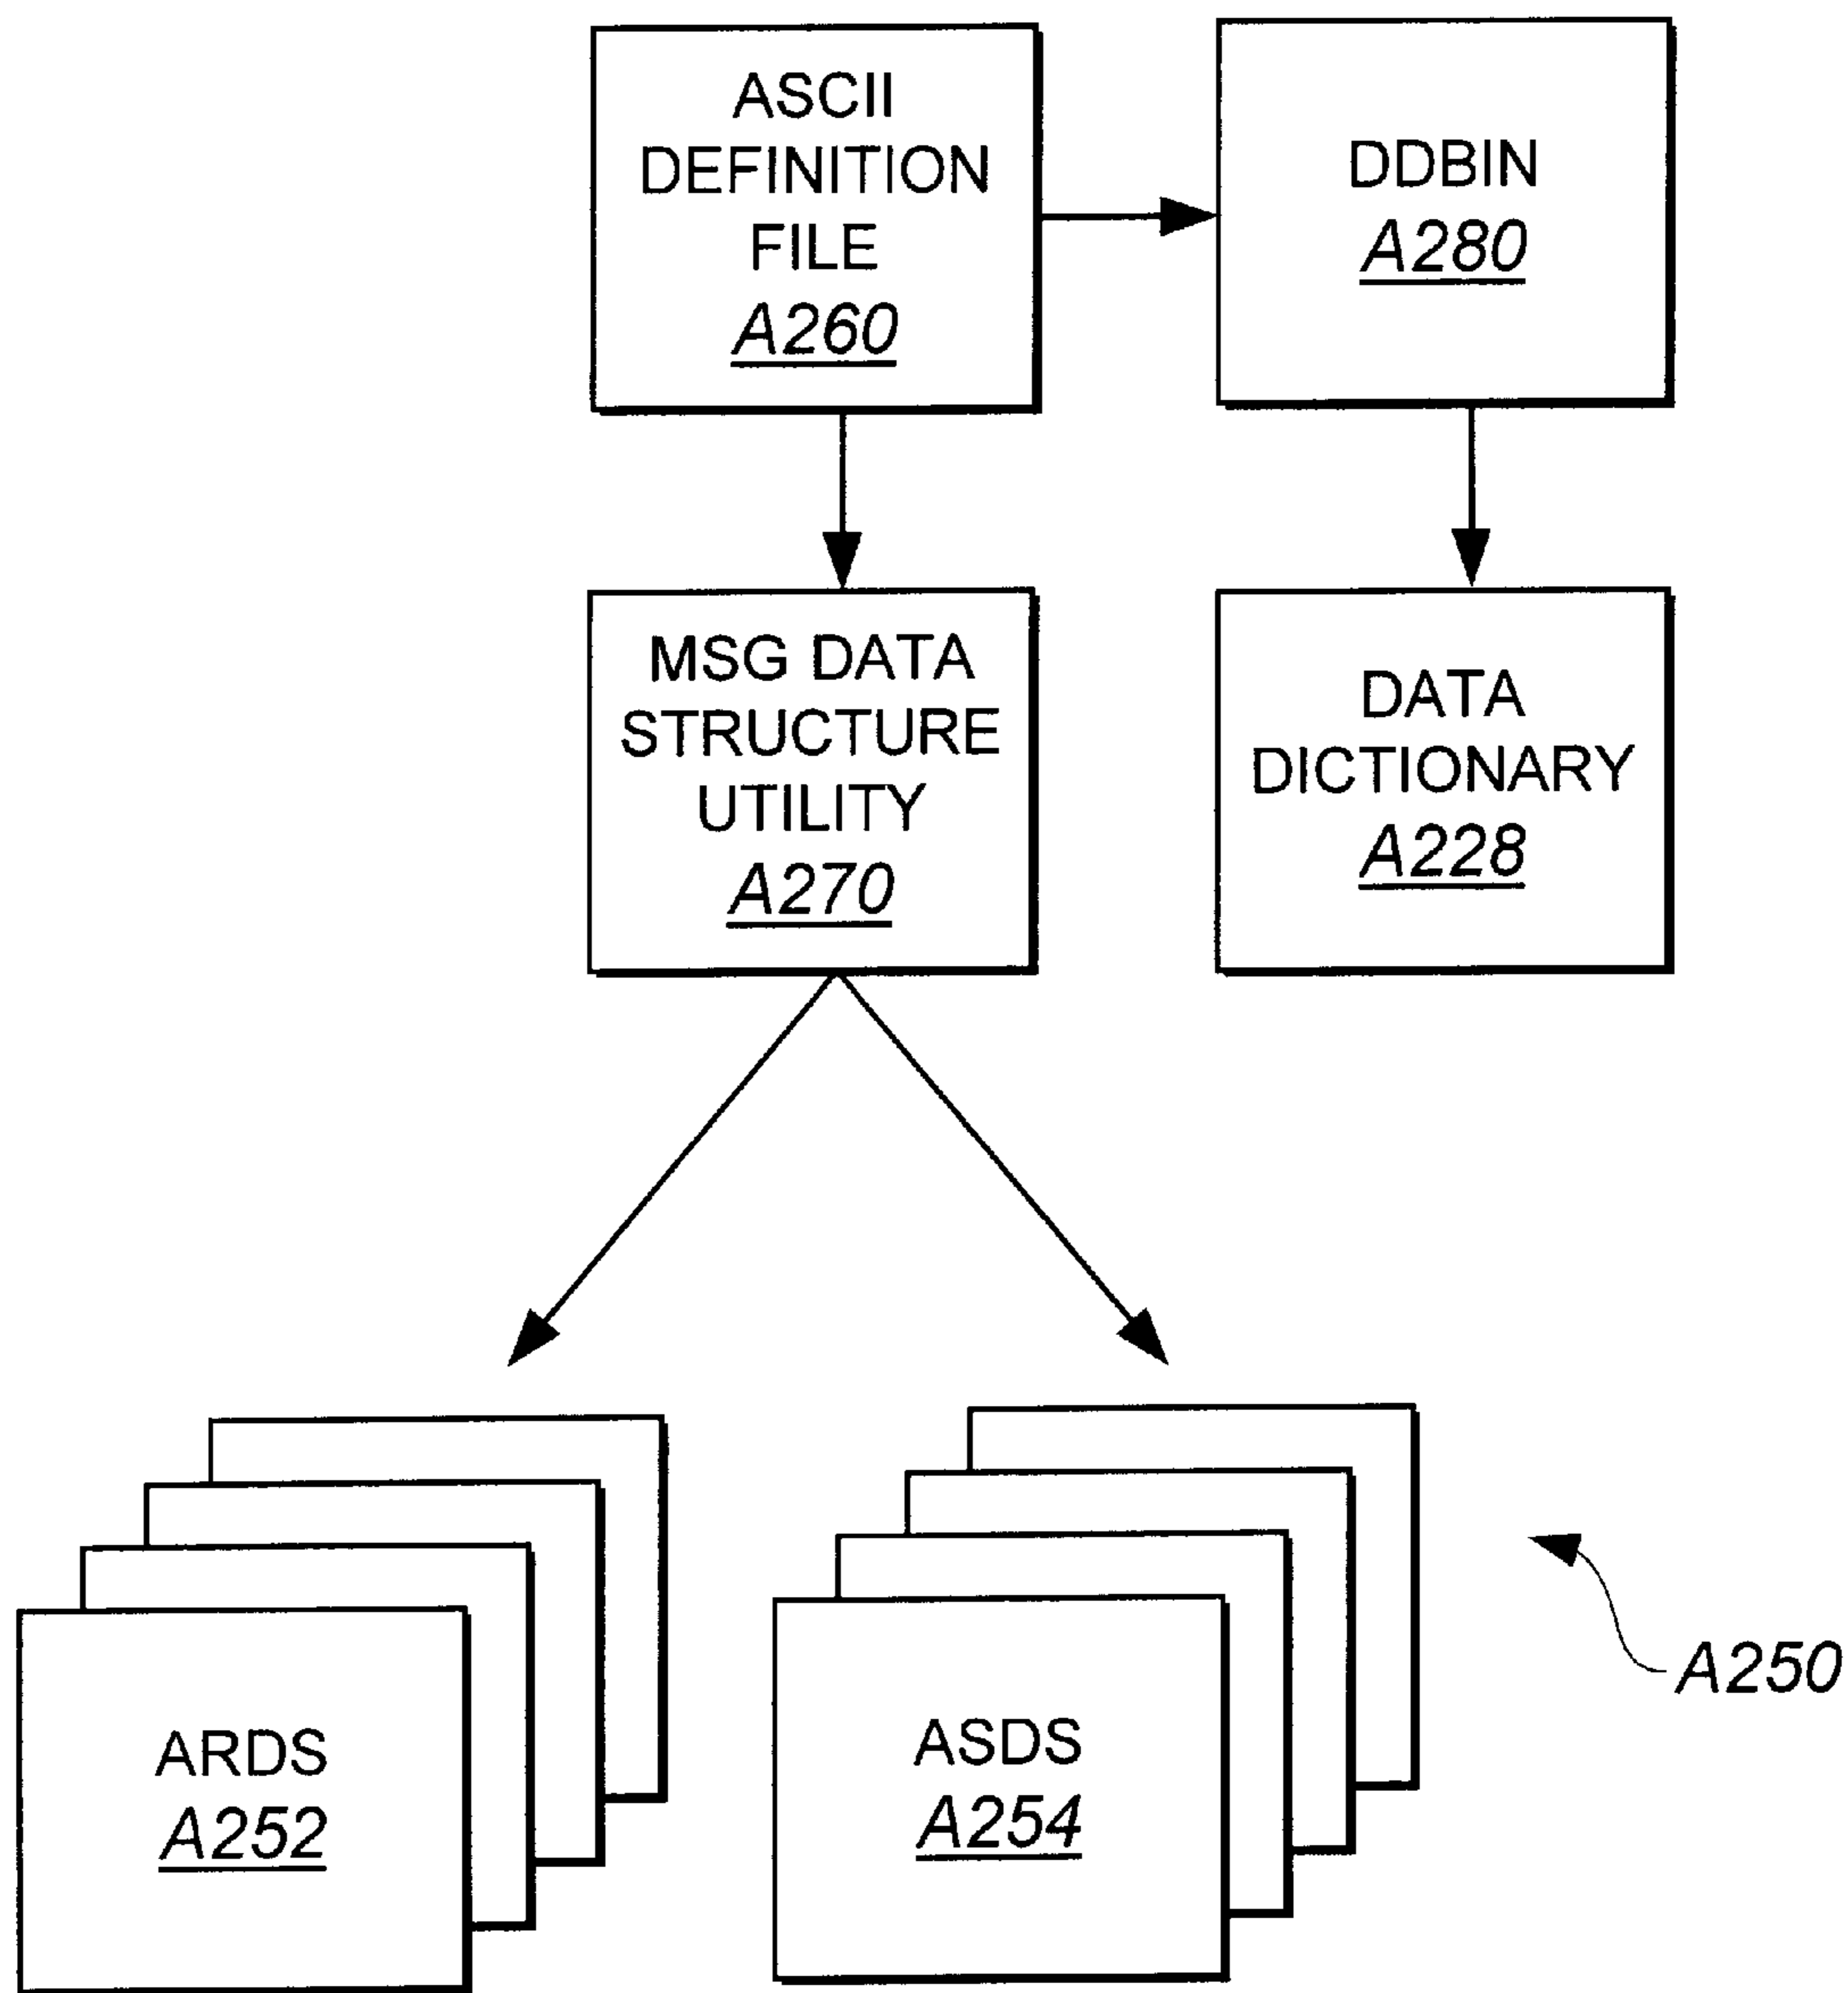 ASCII
DEFINITION
FILE
A260
DDBIN
A280
MSG DATA
STRUCTURE
UTILITY
A270
DATA
DICTIONARY
A228
ARDS
A252
ASDS
A254
A250